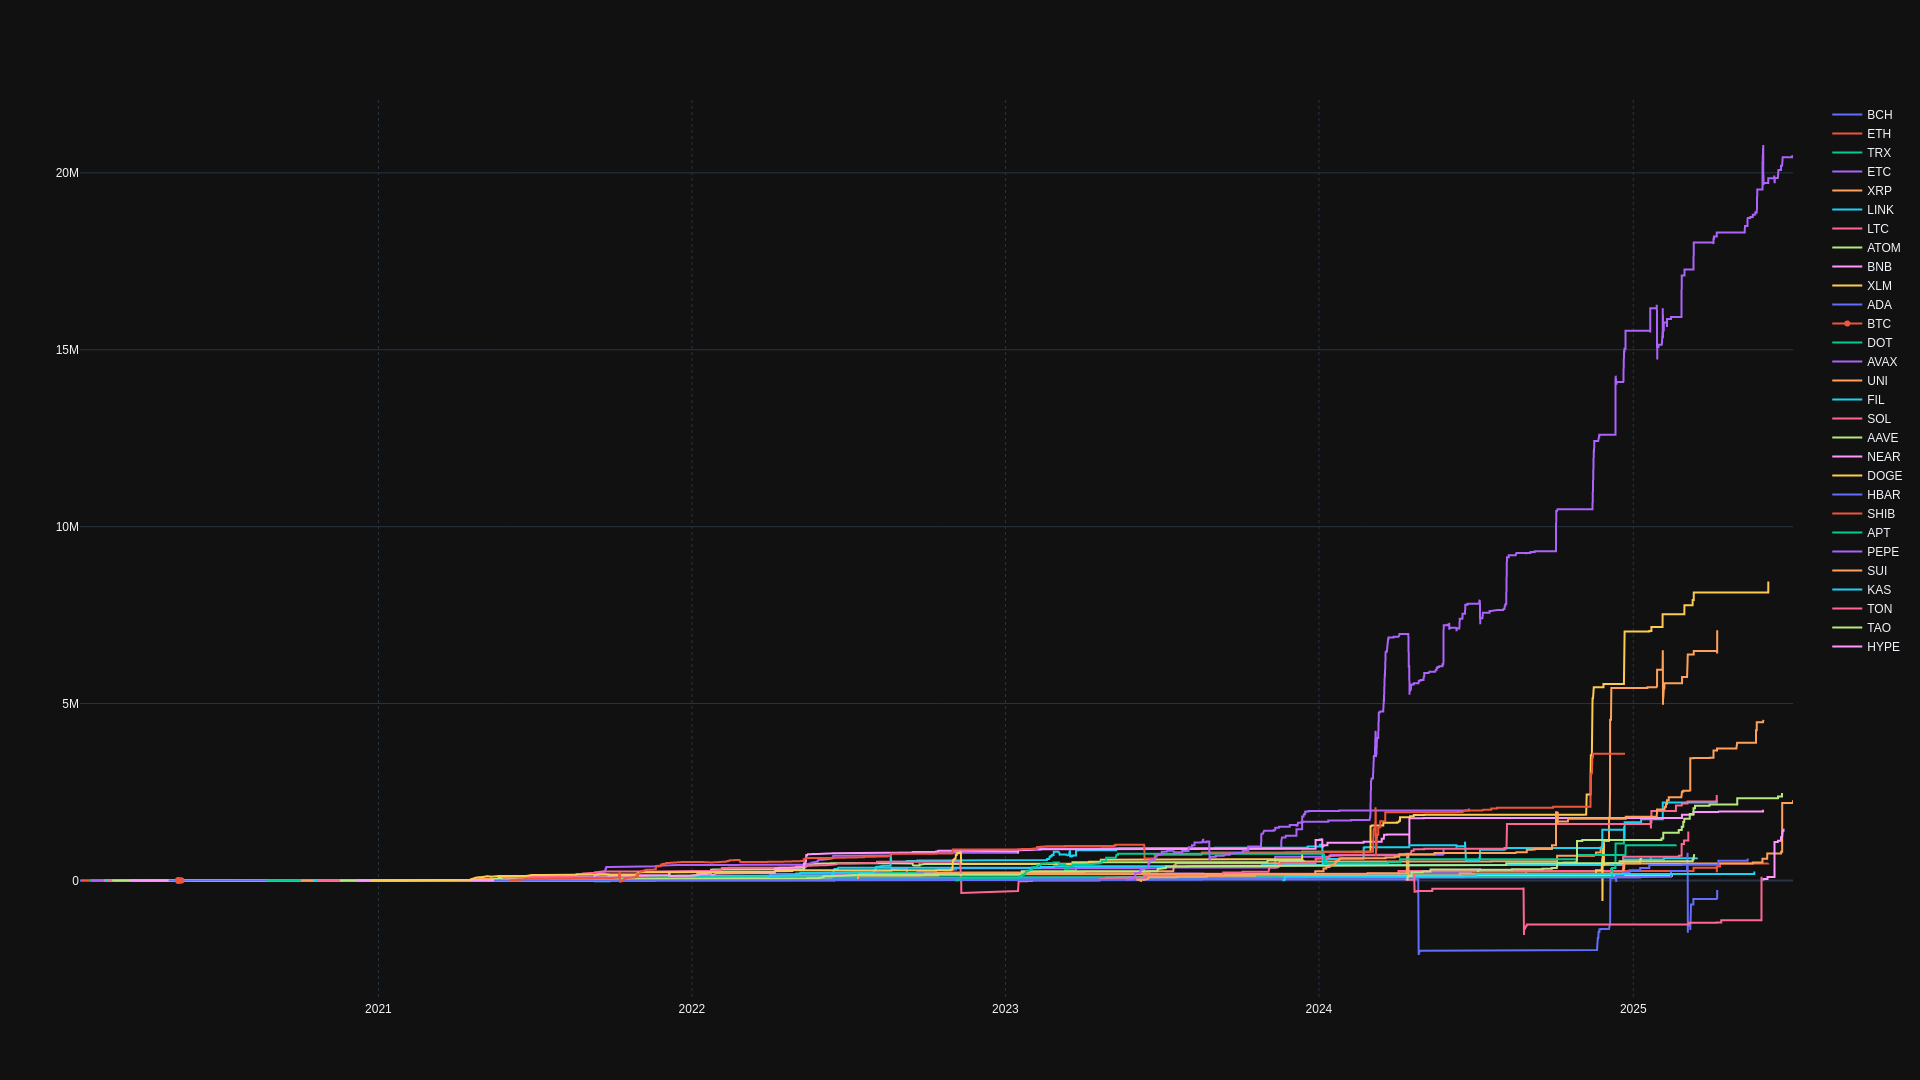 20M
15M
10M
5M
0
2021
2022
2023
2024
2025
BCH
ETH
TRX
ETC
XRP
LINK
LTC
ATOM
BNB
XLM
ADA
BTC
DOT
AVAX
UNI
FIL
SOL
AAVE
NEAR
DOGE
HBAR
SHIB
APT
PEPE
SUI
KAS
TON
TAO
HYPE